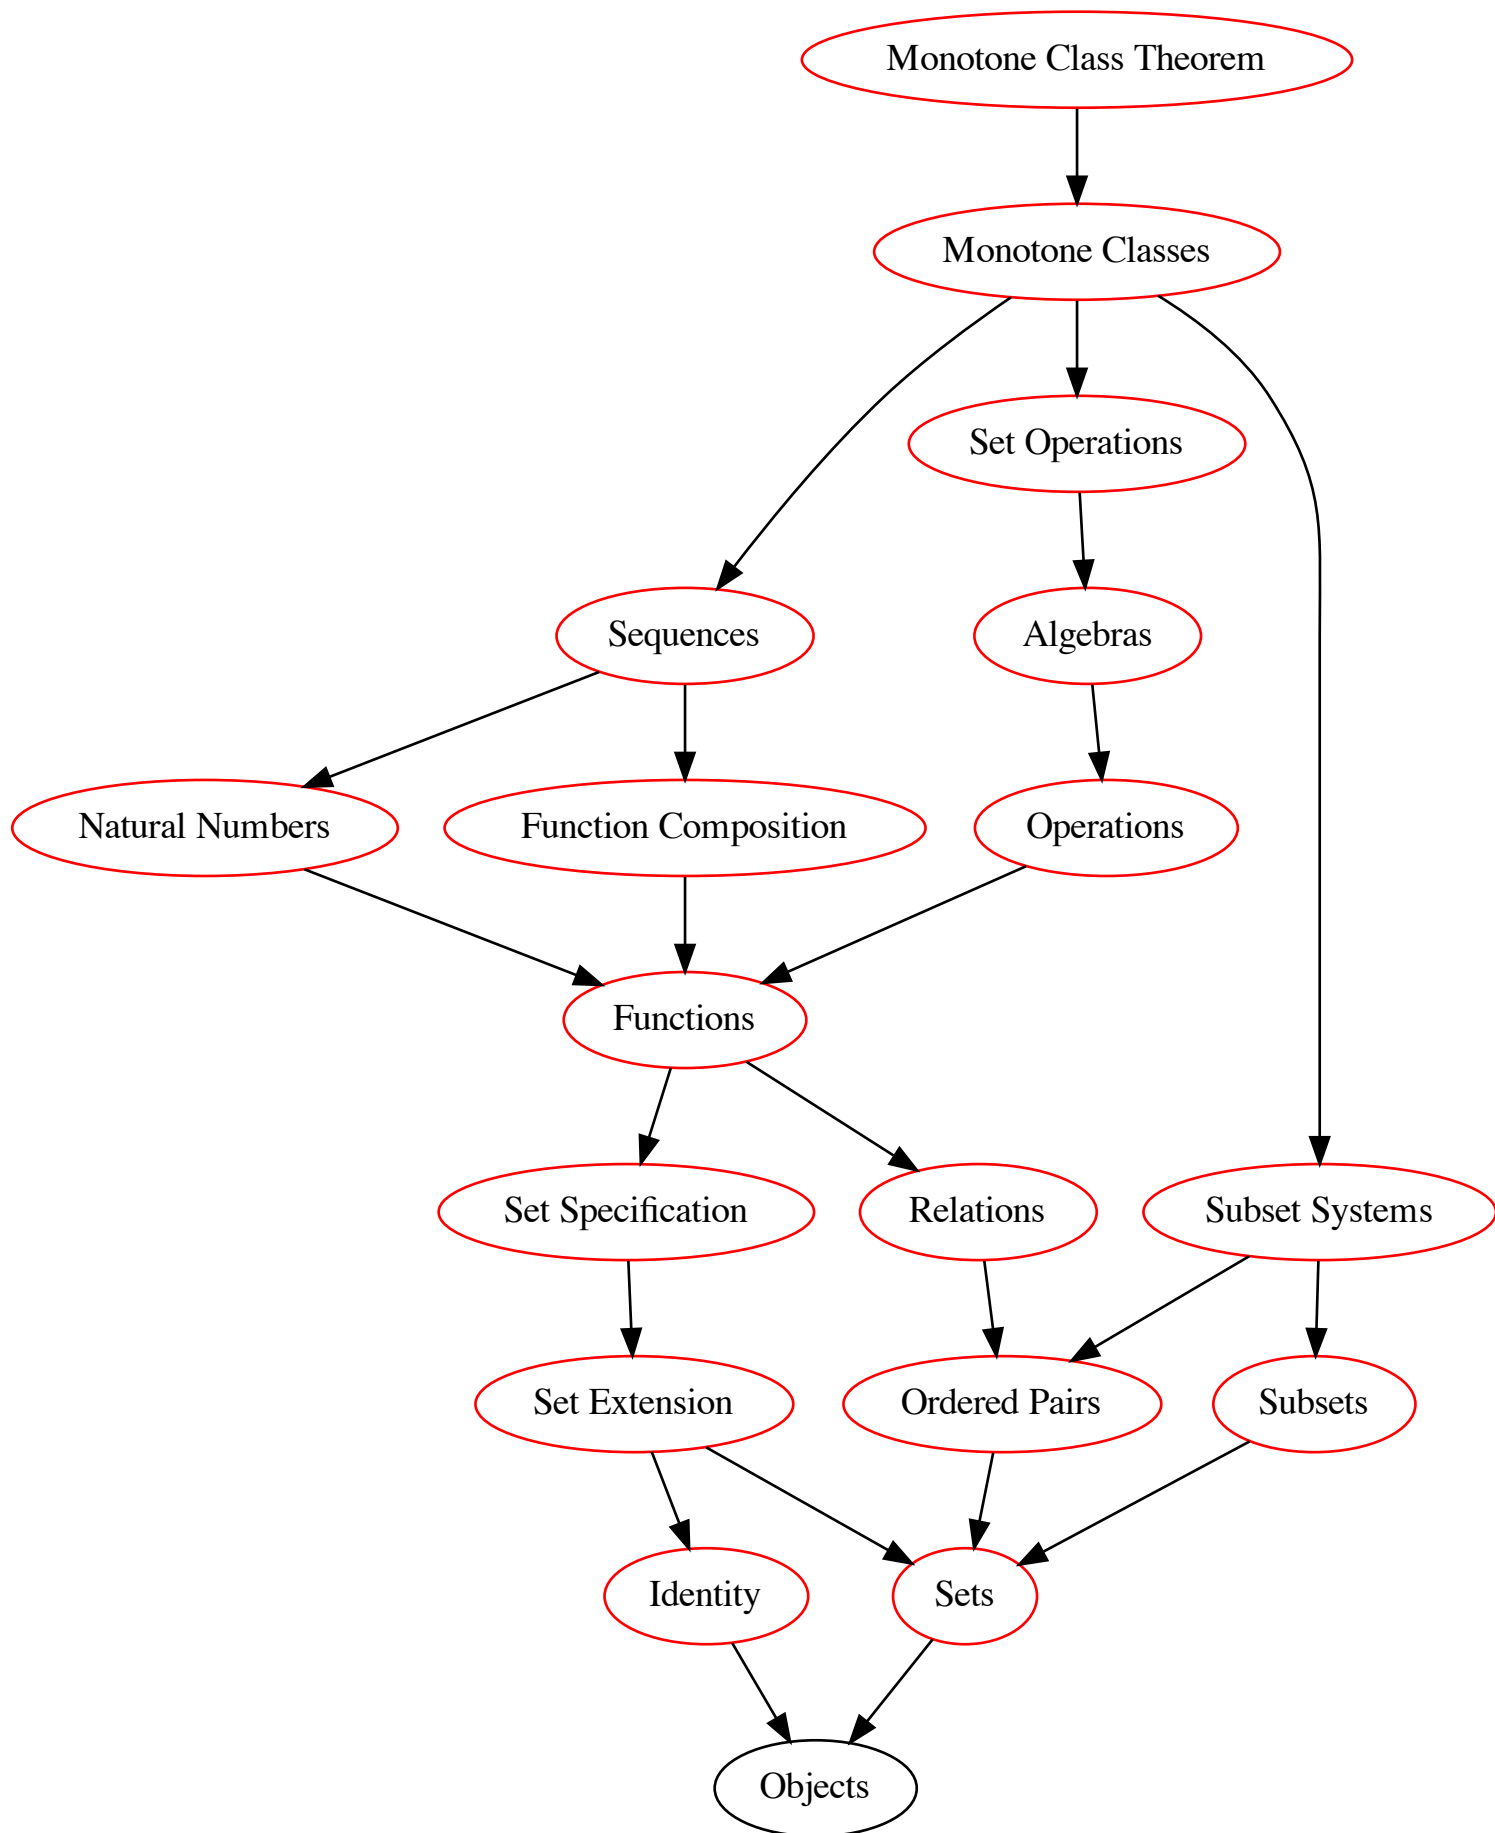 Monotone Class Theorem
Monotone Classes
Set Operations
Sequences
Algebras
Natural Numbers
Function Composition
Operations
Functions
Set Specification
Relations
Subset Systems
Set Extension
Ordered Pairs
Subsets
Identity
Sets
Objects